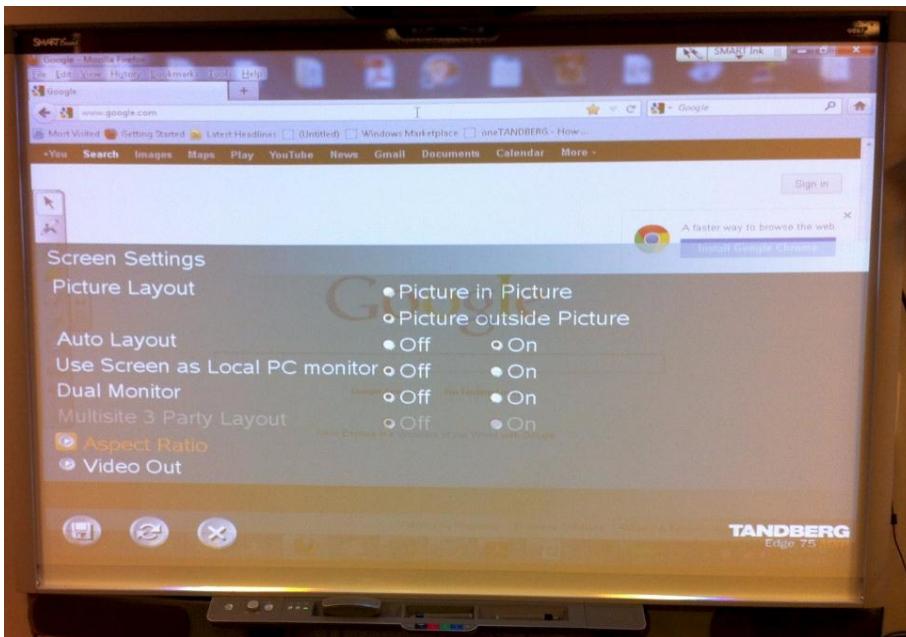 SMART
SMART Ink
Google - Mozilla Firefox
File Edit View History Bookmarks Tools Help
Google +
www.google.com Google
Most Visited Getting Started Latest Headlines (Untitled) Windows Marketplace oneTANDBERG - How ...
+You Search Images Maps Play YouTube News Gmail Documents Calendar More
Sign in
A faster way to browse the web
Install Google Chrome
Google
Screen Settings
Picture Layout Picture in Picture
Picture outside Picture
Auto Layout Off On
Use Screen as Local PC monitor Off On
Dual Monitor Off On
Multisite 3 Party Layout Off On
Aspect Ratio
Video Out
TANDBERG
Edge 75